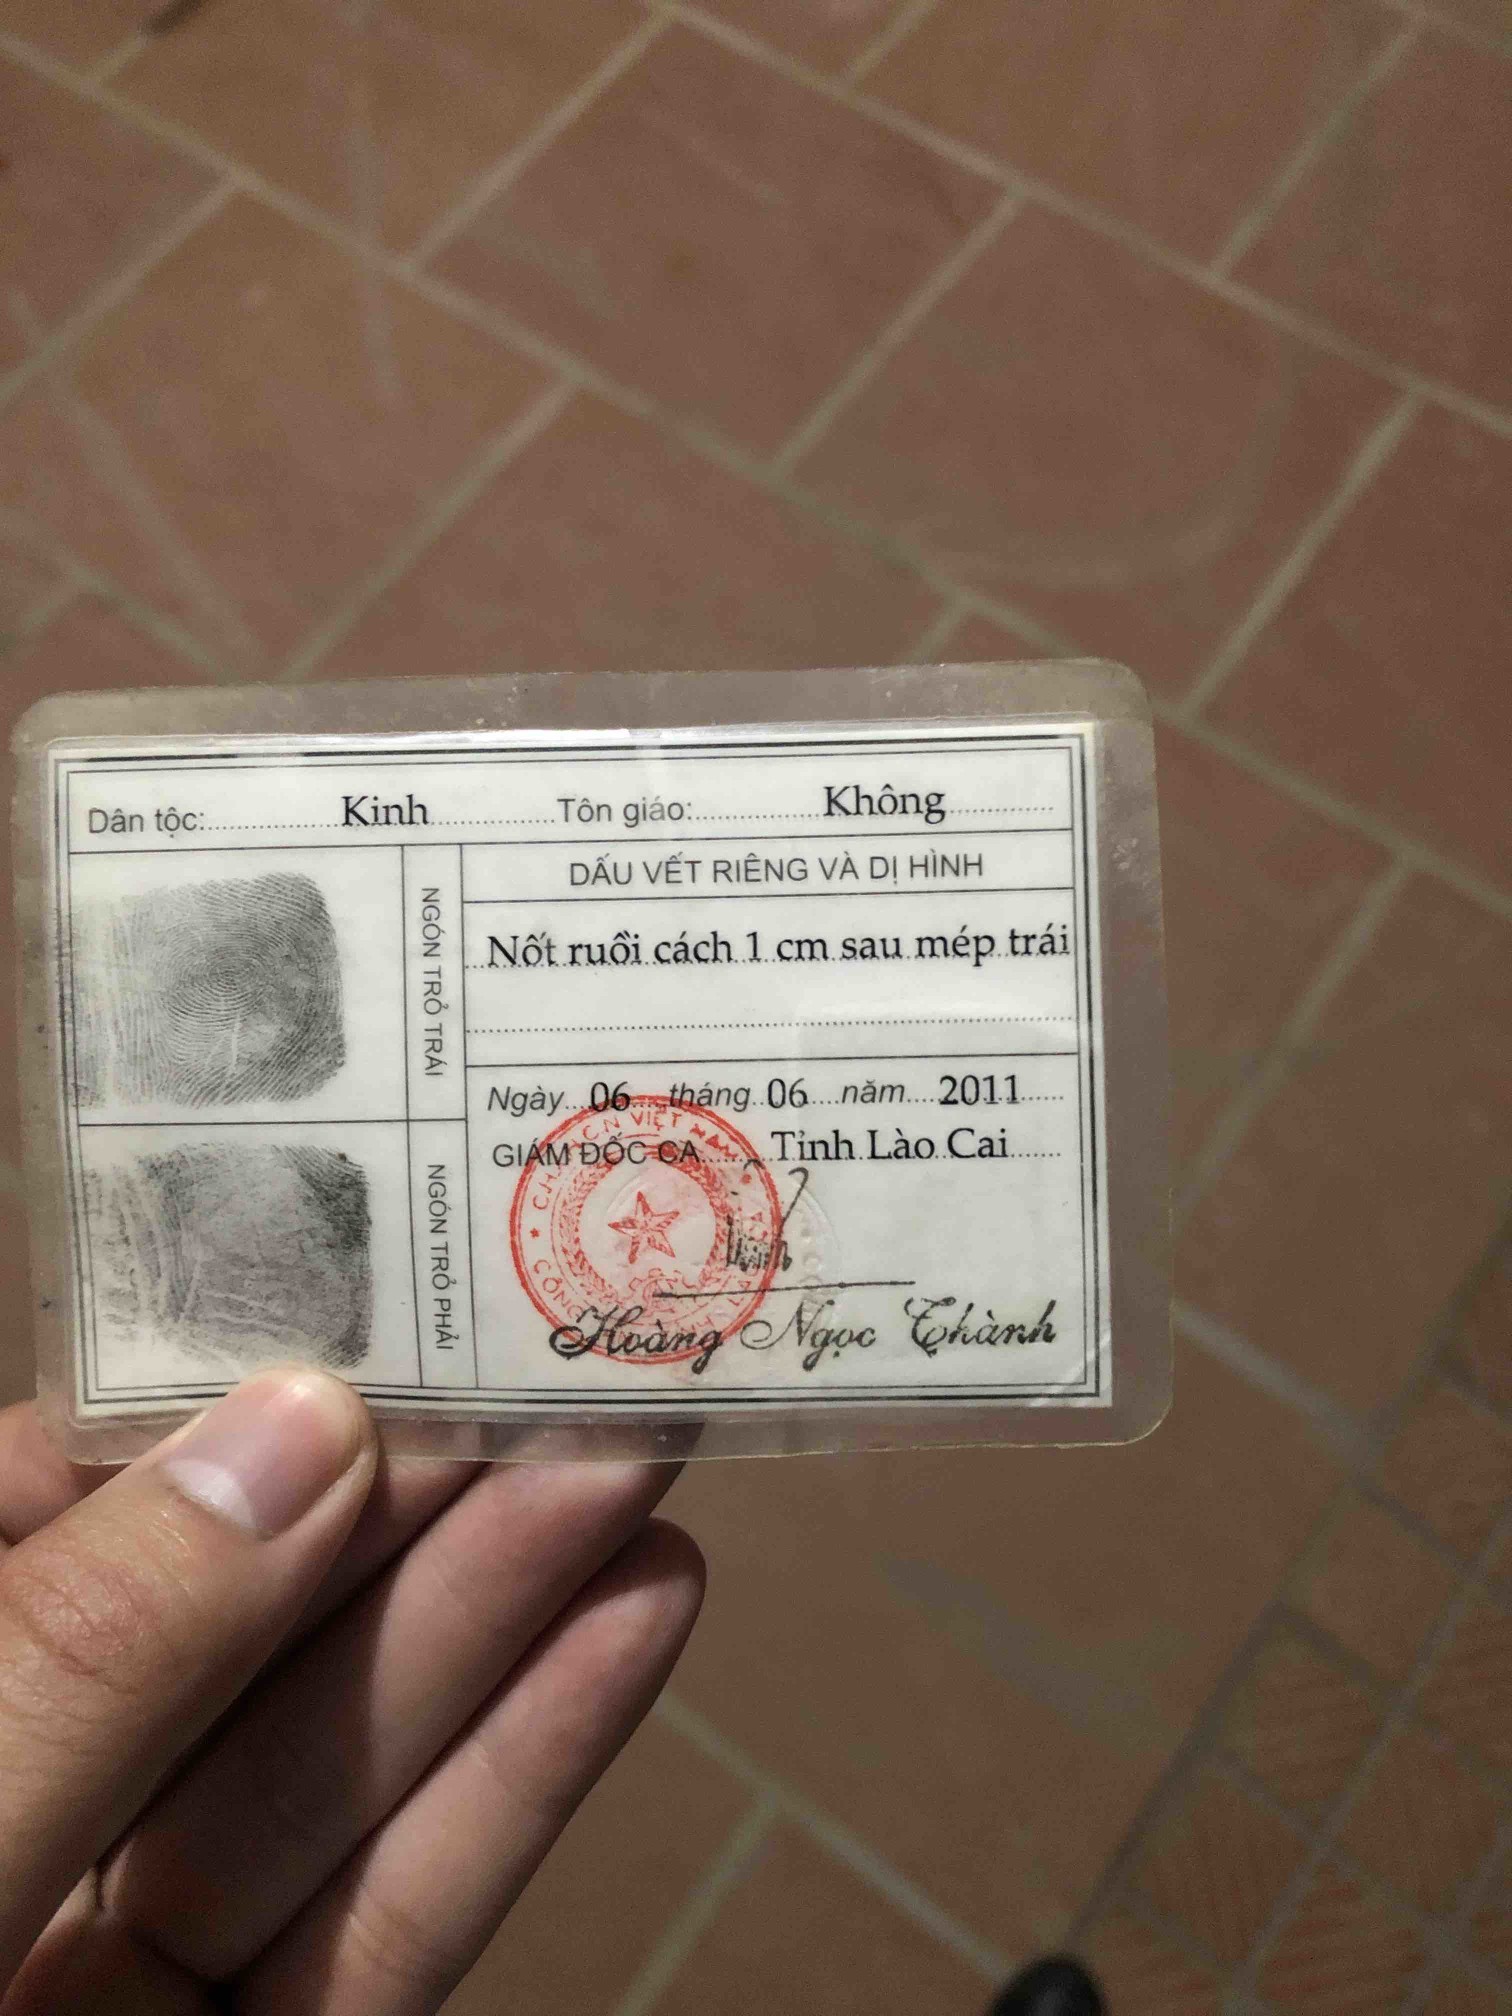 Dân tộc: Kinh Tôn giáo: Không
NGÓN TRỎ TRÁI
DẤU VẾT RIÊNG VÀ DỊ HÌNH
Nốt ruồi cách 1 cm sau mép trái
Ngày 06 tháng 06 năm 2011
GIÁM ĐỐC CA Tỉnh Lào Cai
NGÓN TRỎ PHẢI
Hoàng Ngọc Thành